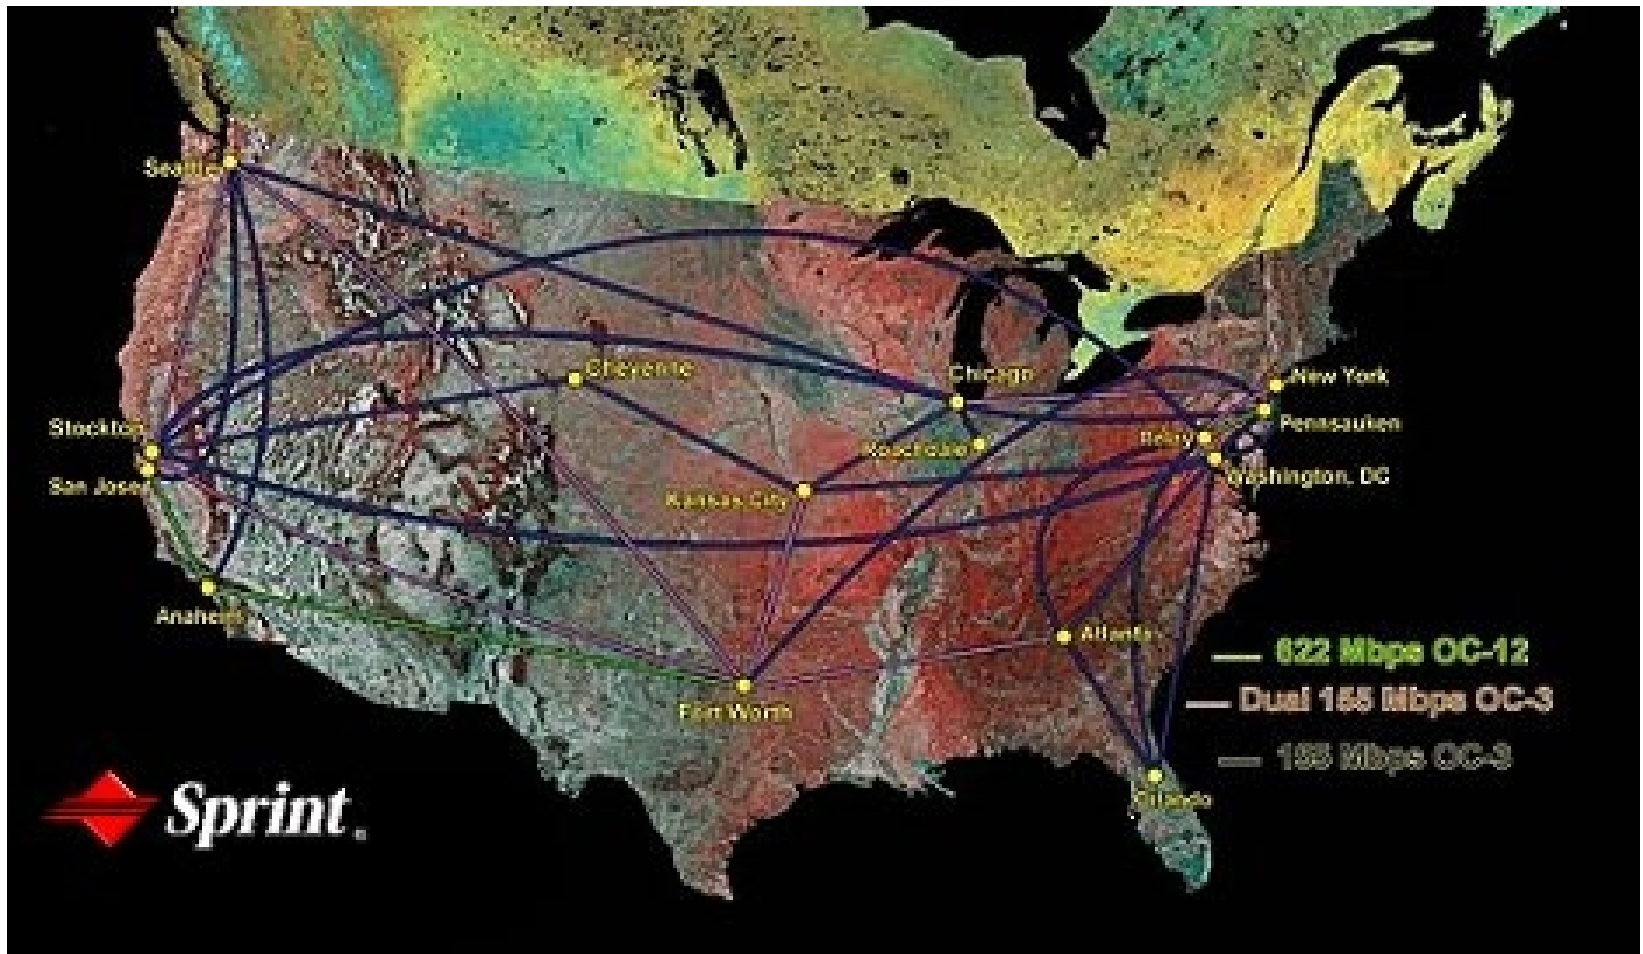 Seattle
Cheyenne
Chicago
New York
Stockton
Pennsauken
Relay
Roachdale
San Jose
Washington, DC
Kansas City
Anaheim
Atlanta
622 Mbps OC-12
Fort Worth
Dual 155 Mbps OC-3
155 Mbps OC-3
Orlando
Sprint